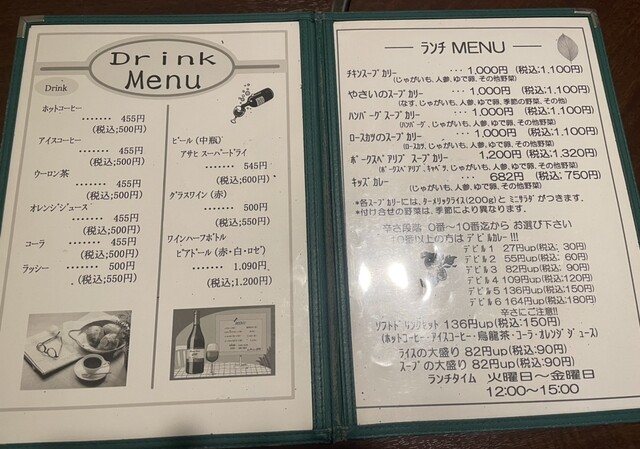 Drink
Menu
Drink
ホットコーヒー
・・・・・・・ 455円
(税込;500円)
アイスコーヒー
・・・・・・・ 455円
(税込;500円)
ウーロン茶
・・・・・・・ 455円
(税込;500円)
オレンジジュース
・・・・・・・ 455円
(税込;500円)
コーラ ・・・・・・・ 455円
(税込;500円)
ラッシー ・・・・・・・ 500円
(税込;550円)
ビール (中瓶)
アサヒ スーパードライ
・・・・・・・ 545円
(税込;600円)
グラスワイン (赤)
・・・・・・・ 500円
(税込;550円)
ワインハーフボトル
ピアドール (赤・白・ロゼ)
・・・・・・・ 1.090円
(税込;1.200円)
ランチ MENU
チキンスープカリー ・・・1,000円 (税込:1,100円)
(じゃがいも、人参、ゆで卵、その他野菜)
やさいのスープカリー ・・・1,000円 (税込:1,100円)
(なす、じゃがいも、人参、ゆで卵、季節の野菜、その他)
ハンバーグスープカリー ・・・1,000円 (税込:1,100円)
(ハンバーグ、じゃがいも、人参、ゆで卵、その他野菜)
ロースカツのスープカリー ・・・1,000円 (税込:1,100円)
(ロースカツ、じゃがいも、人参、ゆで卵、その他野菜)
ポークスペアリブ スープカリー 1,200円 (税込:1,320円)
(ポークスペアリブ、キャベツ、じゃがいも、人参、ゆで卵、その他野菜)
キッズカレー ・・・・ 682円 (税込:750円)
(じゃがいも、人参、その他野菜)
*各スープカリーには、ターメリックライス(200g)と ミニサラダがつきます。
*付け合せの野菜は、季節により異なります。
辛さ段階 0番～10番迄から お選び下さい
10番以上の方は デビルカレー !!!
デビル1 27円up(税込: 30円)
デビル2 55円up(税込: 60円)
デビル3 82円up(税込: 90円)
デビル4 109円up(税込:120円)
デビル5 136円up(税込:150円)
デビル6 164円up(税込:180円)
辛さにご注意!!
ソフトドリンクセット 136円up(税込:150円)
(ホットコーヒー・アイスコーヒー・烏龍茶・コーラ・オレンジジュース)
ライスの大盛り 82円up(税込:90円)
スープの大盛り 82円up(税込:90円)
ランチタイム 火曜日～金曜日
12:00～15:00